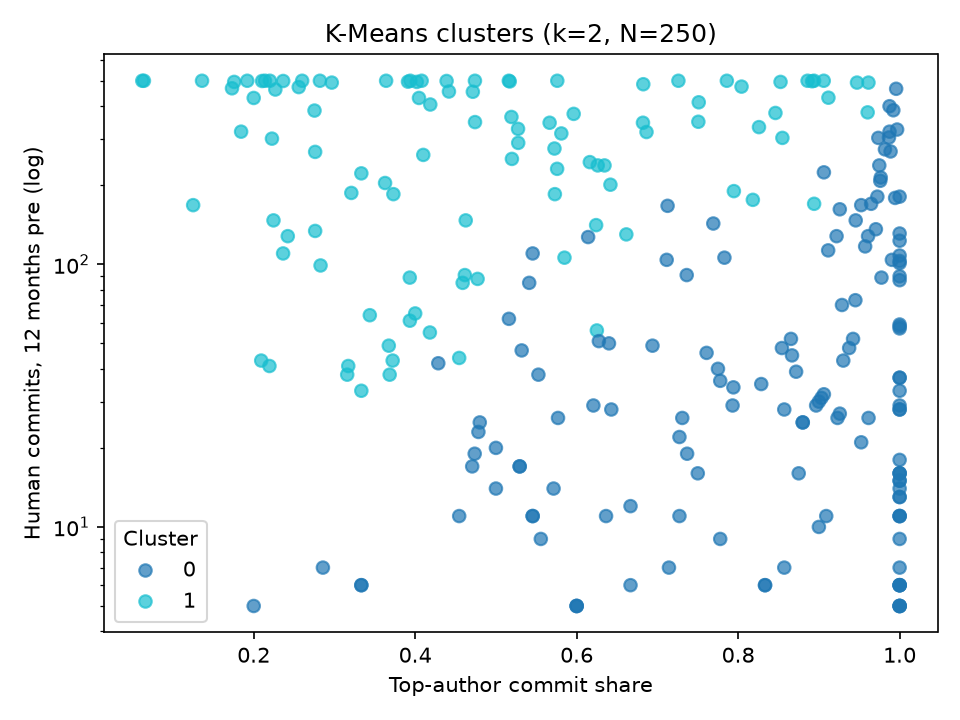 K-Means clusters (k=2, N=250)
Human commits, 12 months pre (log)
10²
10¹
Cluster
0
1
0.2 0.4 0.6 0.8 1.0
Top-author commit share